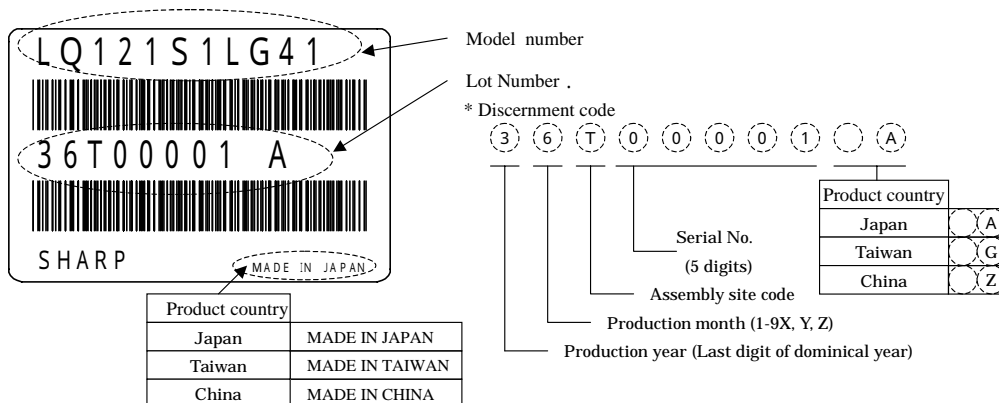 LQ121S1LG41
36T00001 A
SHARP
MADE IN JAPAN
Product country
Japan MADE IN JAPAN
Taiwan MADE IN TAIWAN
China MADE IN CHINA
Model number
Lot Number .
* Discernment code
3 6 T 0 0 0 0 1 A
Product country
Japan A
Taiwan G
China Z
Serial No.
(5 digits)
Assembly site code
Production month (1-9X, Y, Z)
Production year (Last digit of dominical year)